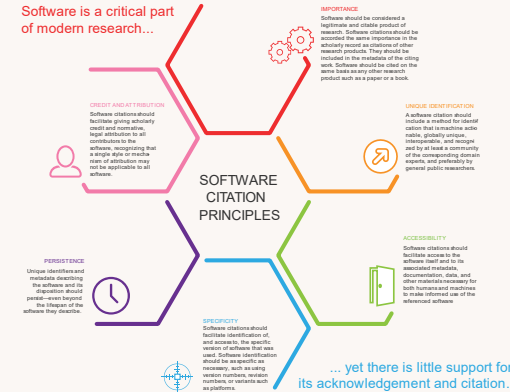 Software is a critical part
of modern research...
IMPORTANCE
Software should be considered a
legitimate and citable product of
research. Software citations should be
accorded the same importance in the
scholarly record as citations of other
research products. They should be
included in the metadata of the citing
work. Software should be cited on the
same basis as any other research
product such as a paper or a book.
CREDIT AND ATTRIBUTION
Software citations should
facilitate giving scholarly
credit and normative,
legal attribution to all
contributors to the
software, recognizing that
a single style or mecha
nism of attribution may
not be applicable to all
software.
UNIQUE IDENTIFICATION
A software citation should
include a method for identif
cation that is machine actio
nable, globally unique,
interoperable, and recogni
zed by at least a community
of the corresponding domain
experts, and preferably by
general public researchers.
SOFTWARE
CITATION
PRINCIPLES
PERSISTENCE
Unique identifiers and
metadata describing
the software and its
disposition should
persist—even beyond
the lifespan of the
software they describe.
ACCESSIBILITY
Software citations should
facilitate access to the
software itself and to its
associated metadata,
documentation, data, and
other materials necessary for
both humans and machines
to make informed use of the
referenced software
SPECIFICITY
Software citations should
facilitate identification of,
and access to, the specific
version of software that was
used. Software identification
should be as specific as
necessary, such as using
version numbers, revision
numbers, or variants such
as platforms.
... yet there is little support for
its acknowledgement and citation.